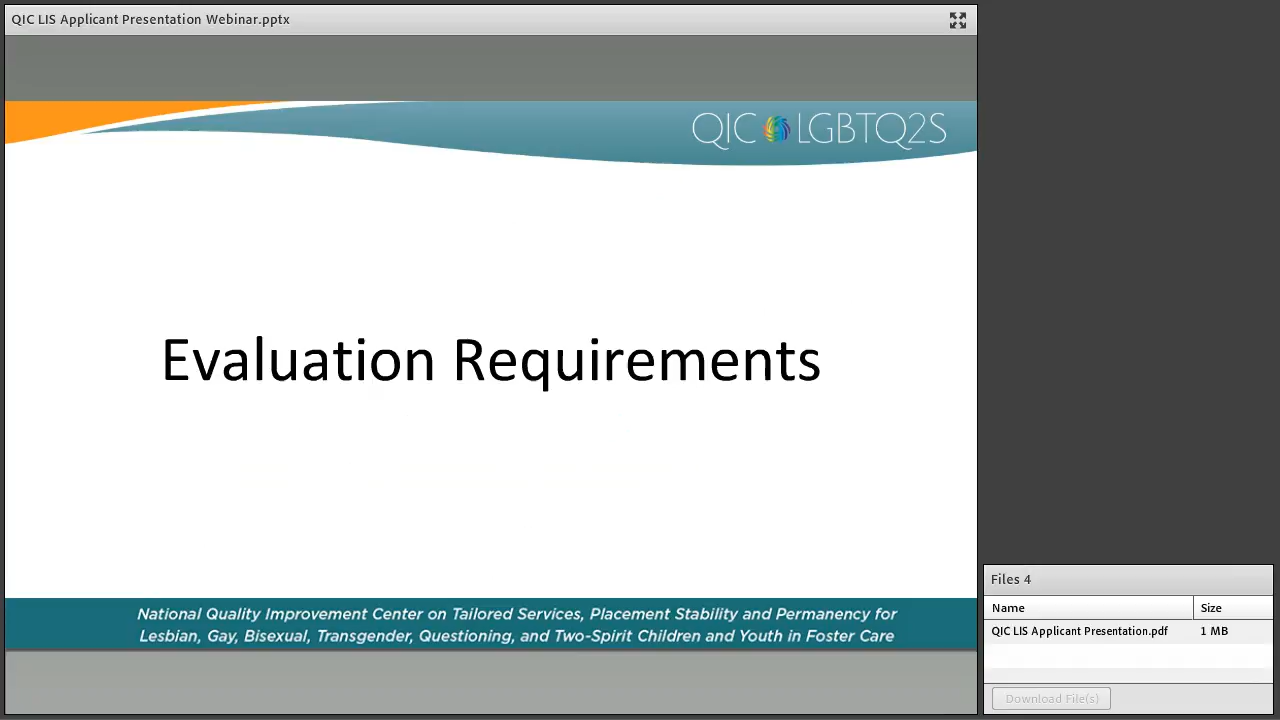 QIC LIS Applicant Presentation Webinar.pptx
QIC LGBTQ2S
Evaluation Requirements
National Quality Improvement Center on Tailored Services, Placement Stability and Permanency for
Lesbian, Gay, Bisexual, Transgender, Questioning, and Two-Spirit Children and Youth in Foster Care
Files 4
Name Size
QIC LIS Applicant Presentation.pdf 1 MB
Download File(s)